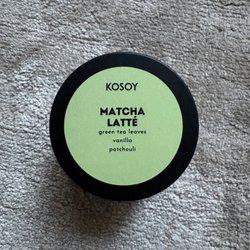 KOSOY
MATCHA
LATTÉ
green tea leaves
vanilla
patchouli